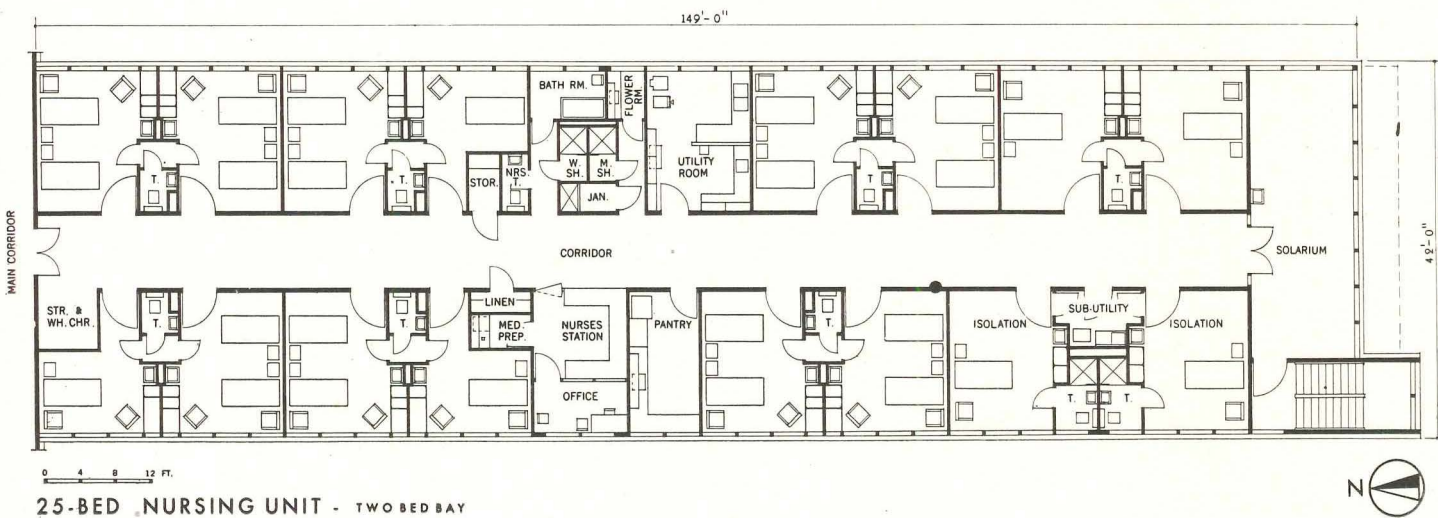 149'-0"
BATH RM.
FLOWER RM.
W. SH.
M. SH.
UTILITY ROOM
T.
T.
STOR.
NRS. T.
JAN.
T.
T.
MAIN CORRIDOR
CORRIDOR
SOLARIUM
42'-0"
STR. & WH. CHR.
T.
T.
LINEN
MED. PREP.
NURSES STATION
PANTRY
T.
ISOLATION
SUB-UTILITY
ISOLATION
OFFICE
T.
T.
0 4 8 12 FT.
N
25-BED NURSING UNIT - TWO BED BAY